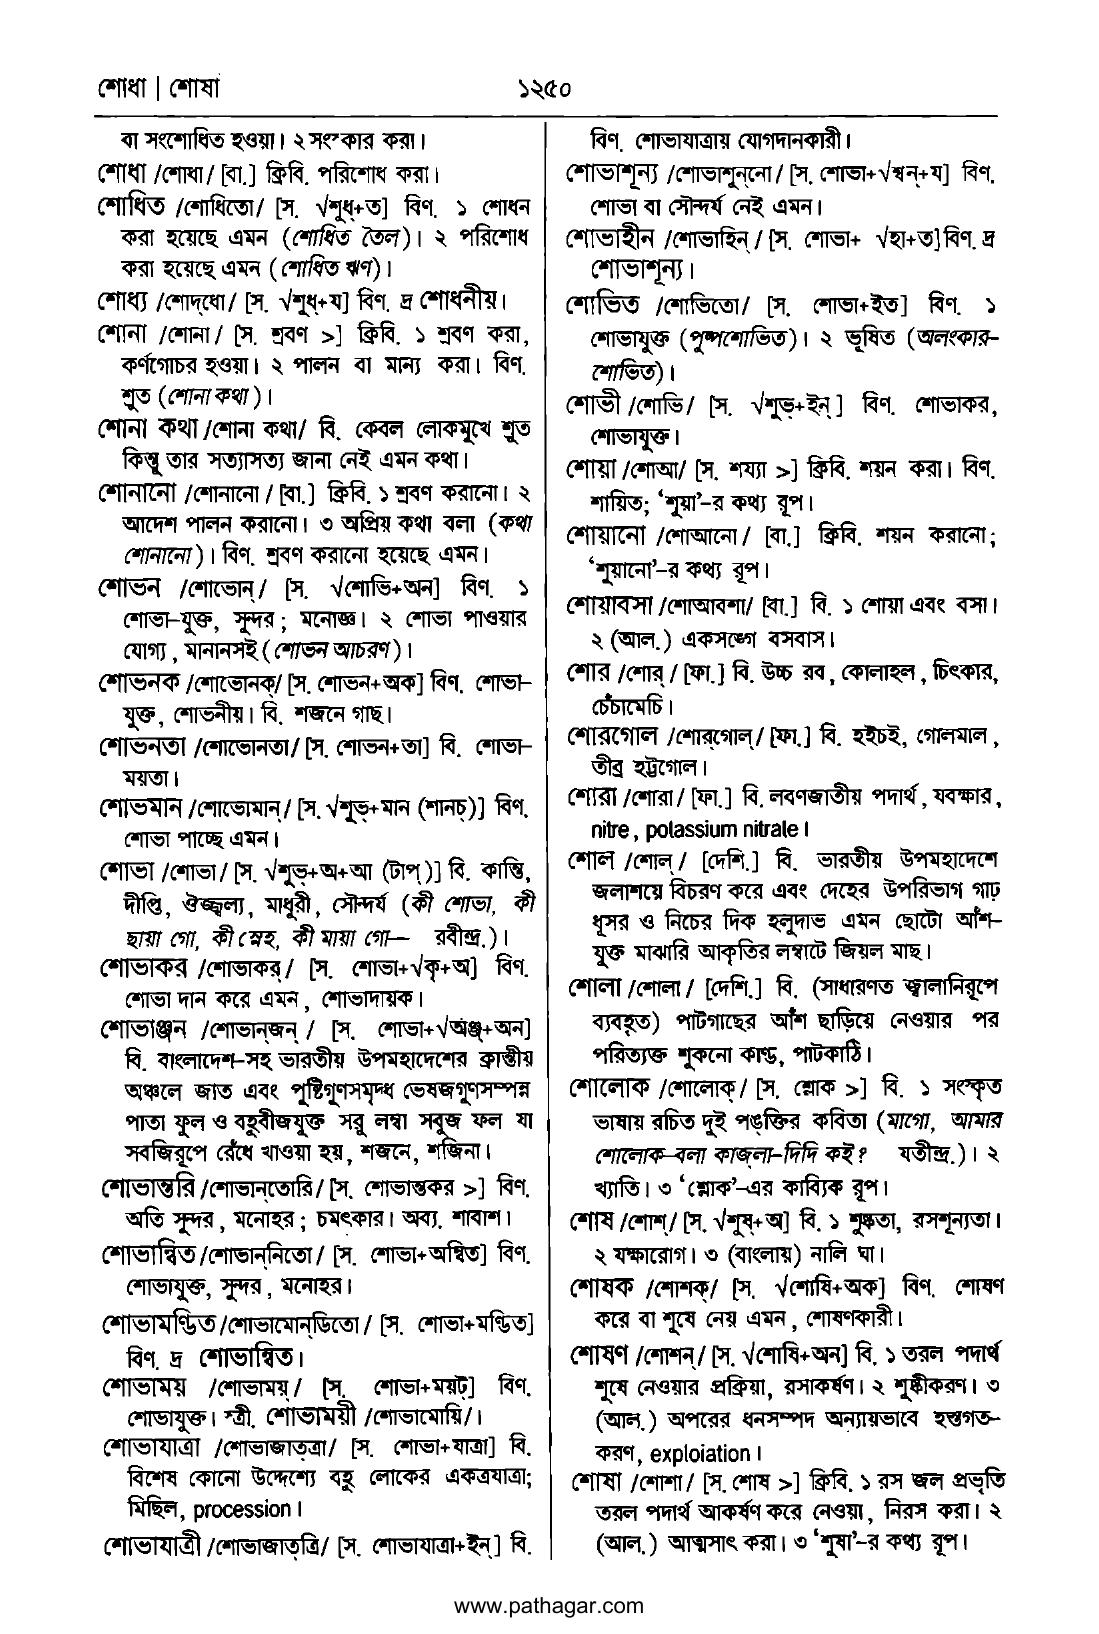 শোধা | শোষা
১২৫০
বা সংশোধিত হওয়া। ২ সংস্কার করা।
শোধা /শোধা/ [বা.] ক্রিবি. পরিশোধ করা।
শোধিত /শোধিতো/ [স. √শুধ্+ত] বিণ. ১ শোধন
করা হয়েছে এমন (শোধিত তৈল)। ২ পরিশোধ
করা হয়েছে এমন (শোধিত ঋণ)।
শোধ্য /শোদ্‌ধো/ [স. √শুধ্+য] বিণ. দ্র শোধনীয়।
শোনা /শোনা/ [স. শ্রবণ >] ক্রিবি. ১ শ্রবণ করা,
কর্ণগোচর হওয়া। ২ পালন বা মান্য করা। বিণ.
শ্রুত (শোনা কথা)।
শোনা কথা /শোনা কথা/ বি. কেবল লোকমুখে শ্রুত
কিন্তু তার সত্যাসত্য জানা নেই এমন কথা।
শোনানো /শোনানো/ [বা.] ক্রিবি. ১ শ্রবণ করানো। ২
আদেশ পালন করানো। ৩ অপ্রিয় কথা বলা (কথা
শোনানো)। বিণ. শ্রবণ করানো হয়েছে এমন।
শোভন /শোভোন্/ [স. √শোভি+অন] বিণ. ১
শোভা-যুক্ত, সুন্দর; মনোজ্ঞ। ২ শোভা পাওয়ার
যোগ্য, মানানসই (শোভন আচরণ)।
শোভনক /শোভোনক্/ [স. শোভন+অক] বিণ. শোভা-
যুক্ত, শোভনীয়। বি. শজনে গাছ।
শোভনতা /শোভোনতা/ [স. শোভন+তা] বি. শোভা-
ময়তা।
শোভমান /শোভোমান্/ [স. √শুভ্+মান (শানচ্)] বিণ.
শোভা পাচ্ছে এমন।
শোভা /শোভা/ [স. √শুভ্+অ+আ (টাপ্)] বি. কান্তি,
দীপ্তি, ঔজ্জ্বল্য, মাধুরী, সৌন্দর্য (কী শোভা, কী
ছায়া গো, কী স্নেহ, কী মায়া গো— রবীন্দ্র.)।
শোভাকর /শোভাকর্/ [স. শোভা+√কৃ+অ] বিণ.
শোভা দান করে এমন, শোভাদায়ক।
শোভাঞ্জন /শোভান্‌জন্/ [স. শোভা+√অঞ্জ্+অন]
বি. বাংলাদেশ-সহ ভারতীয় উপমহাদেশের ক্রান্তীয়
অঞ্চলে জাত এবং পুষ্টিগুণসমৃদ্ধ ভেষজগুণসম্পন্ন
পাতা ফুল ও বহুবীজযুক্ত সরু লম্বা সবুজ ফল যা
সবজিরূপে রেঁধে খাওয়া হয়, শজনে, শজিনা।
শোভান্তরি /শোভান্‌তোরি/ [স. শোভান্তকর >] বিণ.
অতি সুন্দর, মনোহর; চমৎকার। অব্য. শাবাশ।
শোভান্বিত /শোভান্‌নিতো/ [স. শোভা+অন্বিত] বিণ.
শোভাযুক্ত, সুন্দর, মনোহর।
শোভামণ্ডিত /শোভামোন্‌ডিতো/ [স. শোভা+মণ্ডিত]
বিণ. দ্র শোভান্বিত।
শোভাময় /শোভাময়্/ [স. শোভা+ময়ট্] বিণ.
শোভাযুক্ত। স্ত্রী. শোভাময়ী /শোভামোয়ি/।
শোভাযাত্রা /শোভাজাত্‌ত্রা/ [স. শোভা+যাত্রা] বি.
বিশেষ কোনো উদ্দেশ্যে বহু লোকের একত্রযাত্রা;
মিছিল, procession।
শোভাযাত্রী /শোভাজাত্‌ত্রি/ [স. শোভাযাত্রা+ইন্] বি.
বিণ. শোভাযাত্রায় যোগদানকারী।
শোভাশূন্য /শোভাশুন্‌নো/ [স. শোভা+√শ্বন্+য] বিণ.
শোভা বা সৌন্দর্য নেই এমন।
শোভাহীন /শোভাহিন্/ [স. শোভা+ √হা+ত] বিণ. দ্র
শোভাশূন্য।
শোভিত /শোভিতো/ [স. শোভা+ইত] বিণ. ১
শোভাযুক্ত (পুষ্পশোভিত)। ২ ভূষিত (অলংকার-
শোভিত)।
শোভী /শোভি/ [স. √শুভ্+ইন্] বিণ. শোভাকর,
শোভাযুক্ত।
শোয়া /শোআ/ [স. শয্যা >] ক্রিবি. শয়ন করা। বিণ.
শায়িত; ‘শুয়া’-র কথ্য রূপ।
শোয়ানো /শোআনো/ [বা.] ক্রিবি. শয়ন করানো;
‘শুয়ানো’-র কথ্য রূপ।
শোয়াবসা /শোআবশা/ [বা.] বি. ১ শোয়া এবং বসা।
২ (আল.) একসঙ্গে বসবাস।
শোর /শোর্/ [ফা.] বি. উচ্চ রব, কোলাহল, চিৎকার,
চেঁচামেচি।
শোরগোল /শোর্‌গোল্/ [ফা.] বি. হইচই, গোলমাল,
তীব্র হট্টগোল।
শোরা /শোরা/ [ফা.] বি. লবণজাতীয় পদার্থ, যবক্ষার,
nitre, polassium nitrale।
শোল /শোল্/ [দেশি.] বি. ভারতীয় উপমহাদেশে
জলাশয়ে বিচরণ করে এবং দেহের উপরিভাগ গাঢ়
ধূসর ও নিচের দিক হলুদাভ এমন ছোটো আঁশ-
যুক্ত মাঝারি আকৃতির লম্বাটে জিয়ল মাছ।
শোলা /শোলা/ [দেশি.] বি. (সাধারণত জ্বালানিরূপে
ব্যবহৃত) পাটগাছের আঁশ ছাড়িয়ে নেওয়ার পর
পরিত্যক্ত শুকনো কাণ্ড, পাটকাঠি।
শোলোক /শোলোক্/ [স. শ্লোক >] বি. ১ সংস্কৃত
ভাষায় রচিত দুই পঙ্‌ক্তির কবিতা (মাগো, আমার
শোলোক-বলা কাজলা-দিদি কই? যতীন্দ্র.)। ২
খ্যাতি। ৩ ‘শ্লোক’-এর কাব্যিক রূপ।
শোষ /শোশ্/ [স. √শুষ্+অ] বি. ১ শুষ্কতা, রসশূন্যতা।
২ যক্ষ্মারোগ। ৩ (বাংলায়) নালি ঘা।
শোষক /শোশক্/ [স. √শোষি+অক] বিণ. শোষণ
করে বা শুষে নেয় এমন, শোষণকারী।
শোষণ /শোশন্/ [স. √শোষি+অন] বি. ১ তরল পদার্থ
শুষে নেওয়ার প্রক্রিয়া, রসাকর্ষণ। ২ শুষ্কীকরণ। ৩
(আল.) অপরের ধনসম্পদ অন্যায়ভাবে হস্তগত-
করণ, exploiation।
শোষা /শোশা/ [স. শোষ >] ক্রিবি. ১ রস জল প্রভৃতি
তরল পদার্থ আকর্ষণ করে নেওয়া, নিরস করা। ২
(আল.) আত্মসাৎ করা। ৩ ‘শুষা’-র কথ্য রূপ।
www.pathagar.com